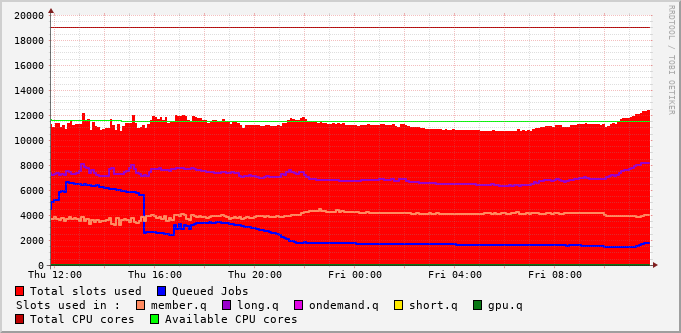 RRDTOOL / TOBI OETIKER
20000
18000
16000
14000
12000
10000
8000
6000
4000
2000
0
Thu 12:00 Thu 16:00 Thu 20:00 Fri 00:00 Fri 04:00 Fri 08:00
Total slots used Queued Jobs
Slots used in : member.q long.q ondemand.q short.q gpu.q
Total CPU cores Available CPU cores